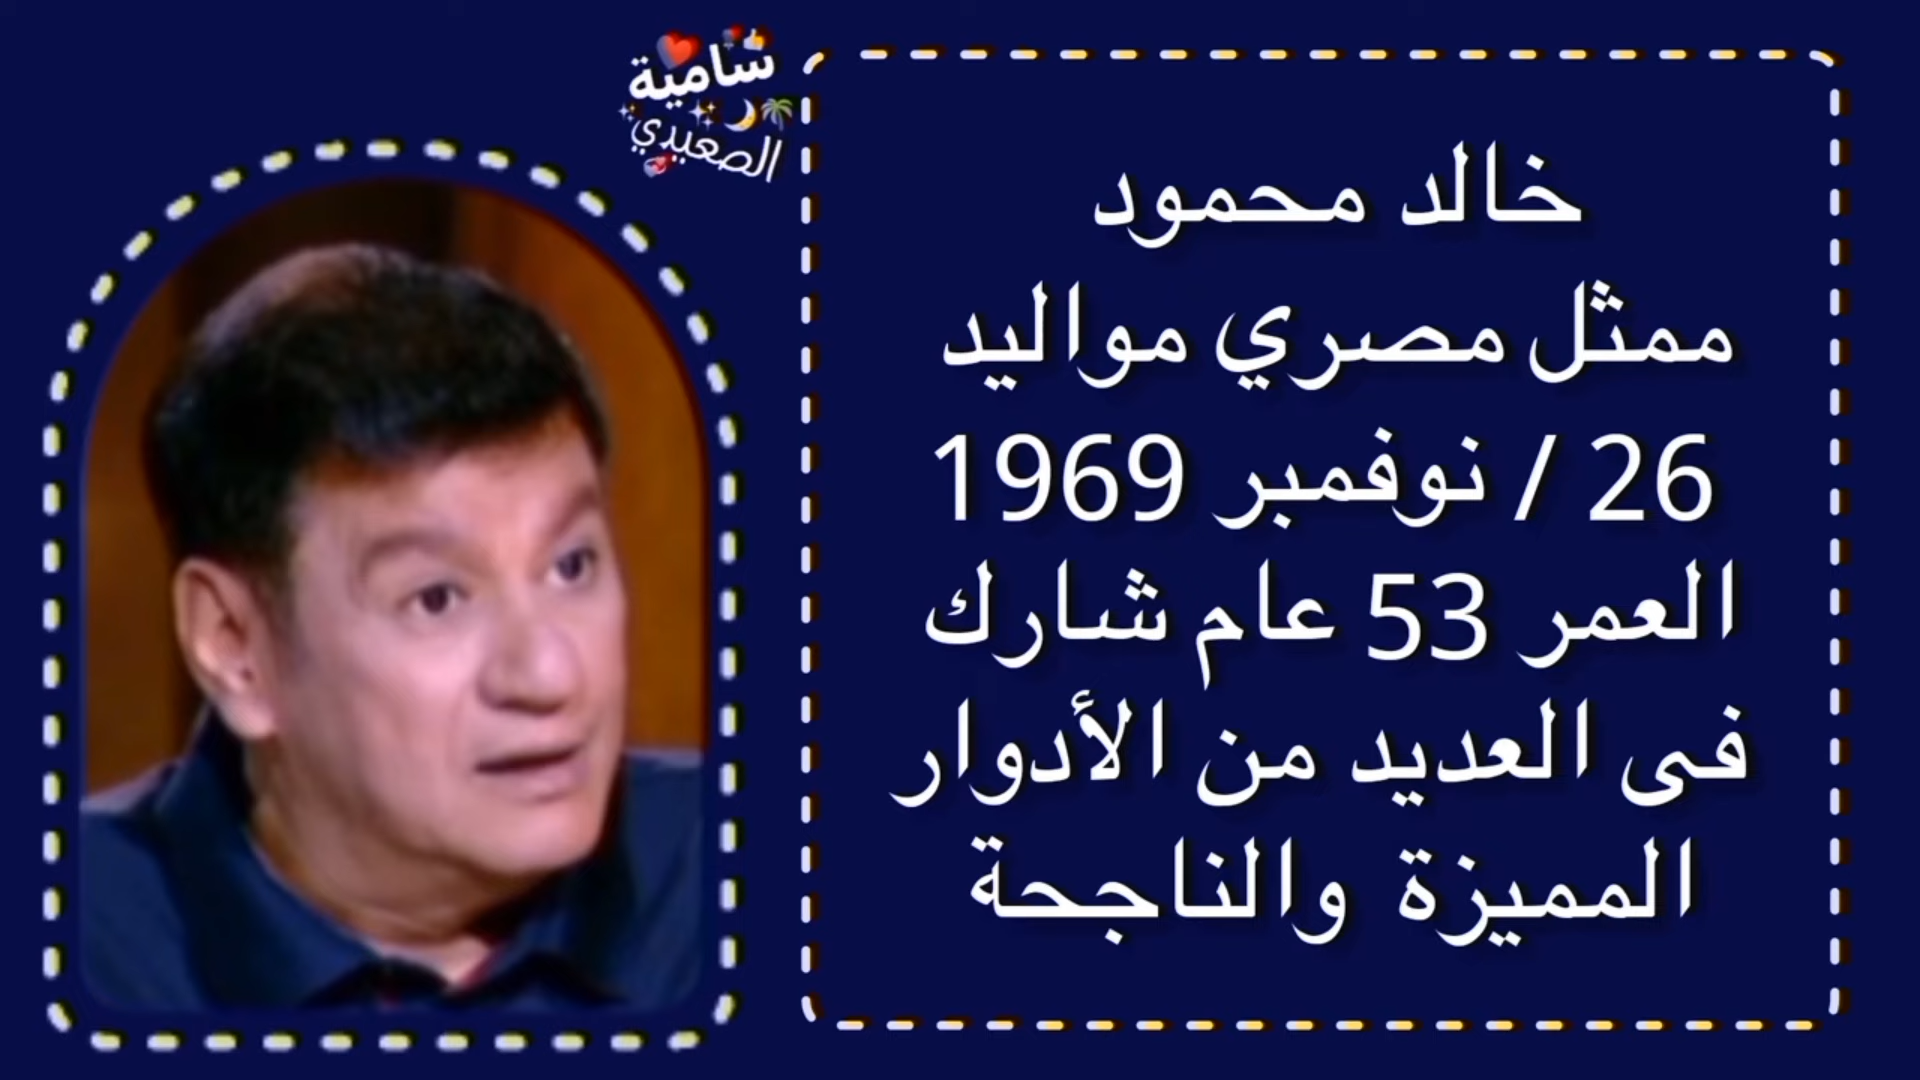 شامية
الصعيدي
خالد محمود
ممثل مصري مواليد
26 / نوفمبر 1969
العمر 53 عام شارك
فى العديد من الأدوار
المميزة والناجحة